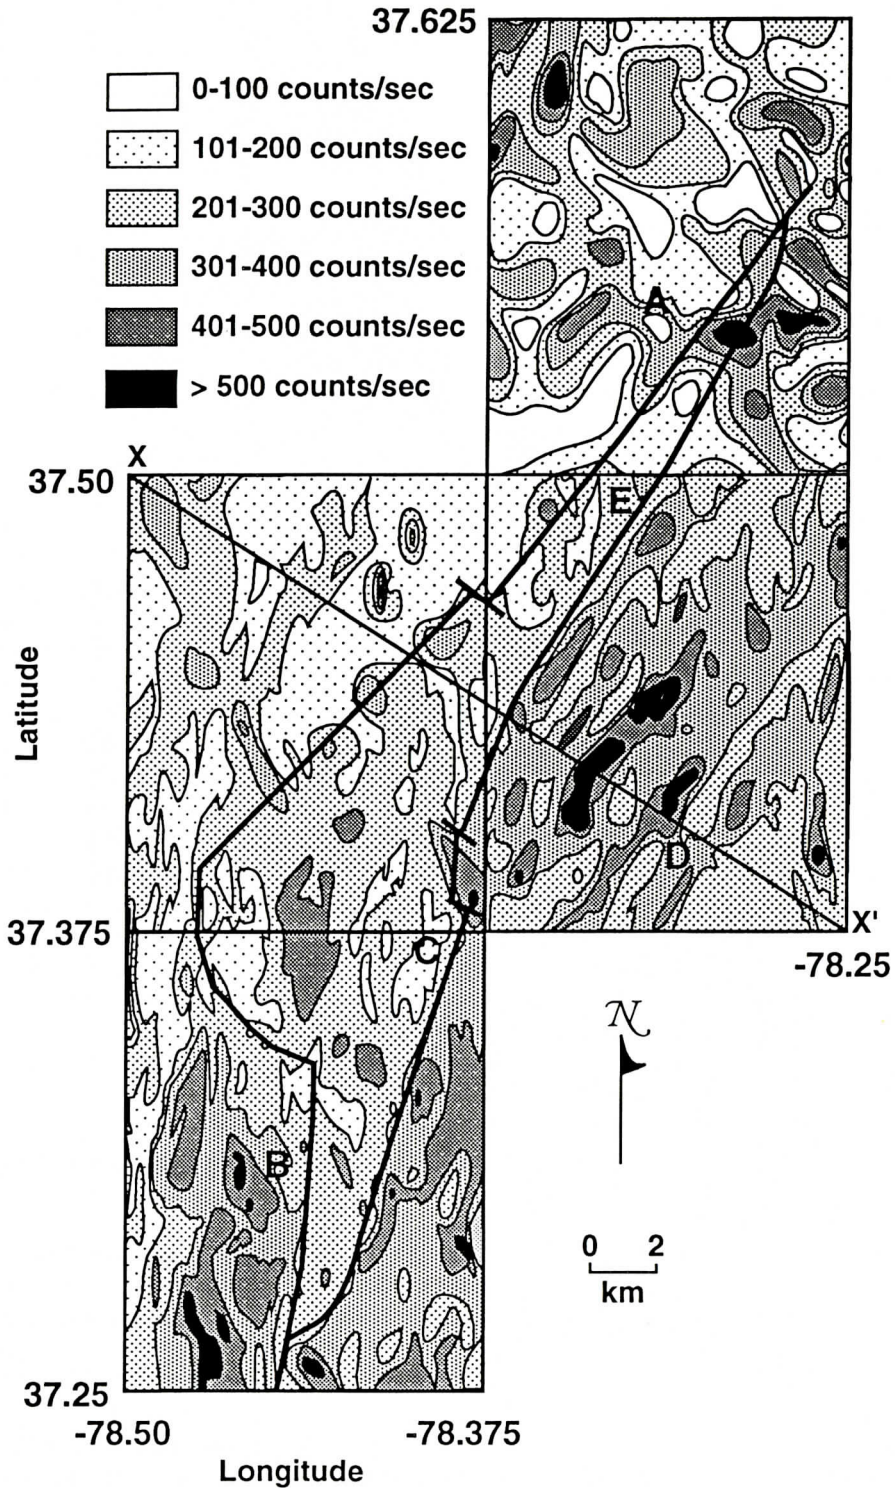 37.625
0-100 counts/sec
101-200 counts/sec
201-300 counts/sec
301-400 counts/sec
401-500 counts/sec
> 500 counts/sec
A
X
37.50
E
Latitude
D
37.375
X'
C
-78.25
N
B
0 2
km
37.25
-78.50 -78.375
Longitude